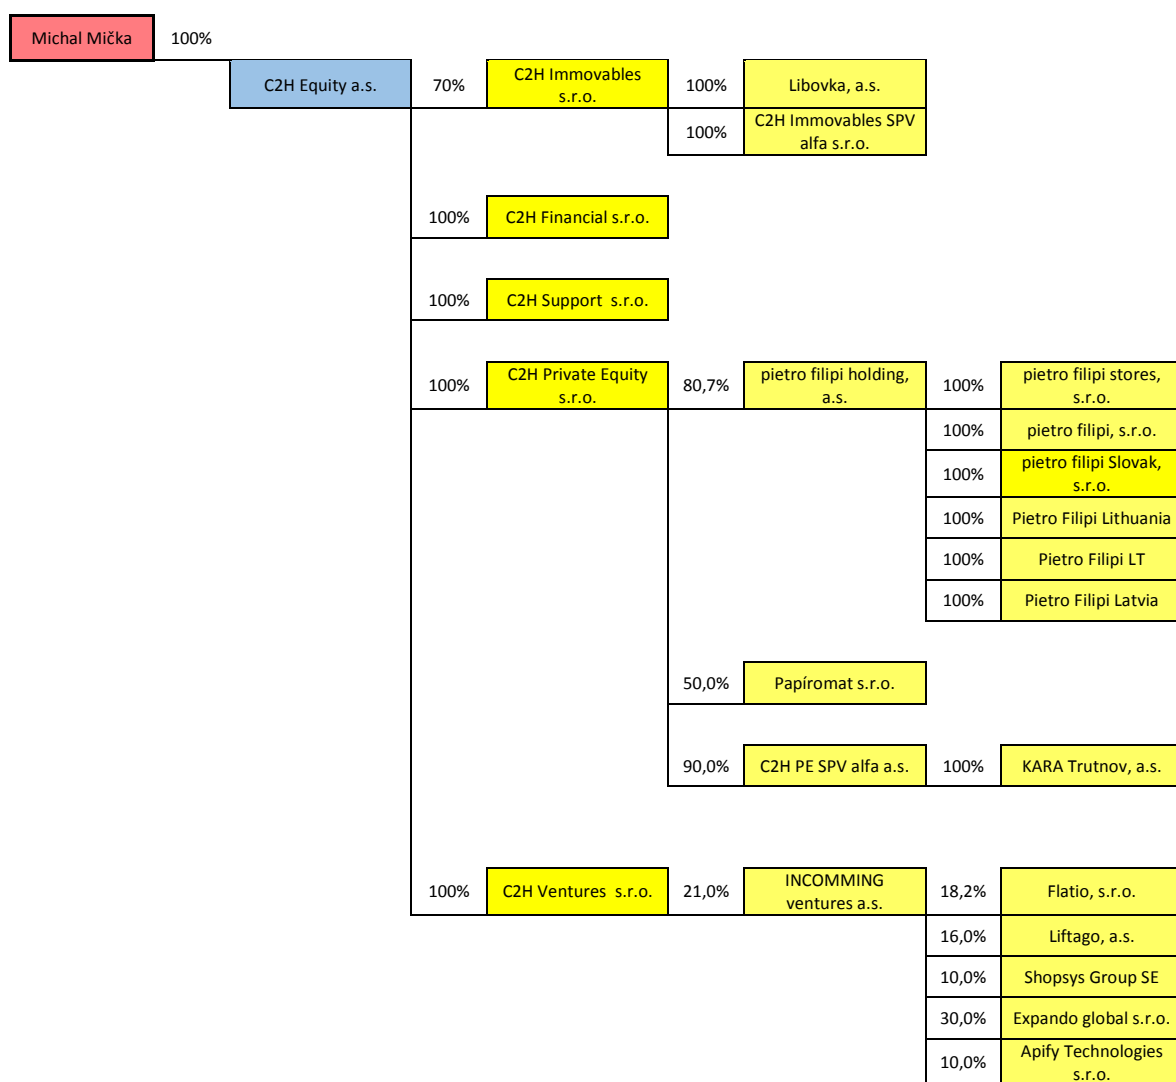 Michal Mička 100%
C2H Equity a.s. 70% C2H Immovables
s.r.o. 100% Libovka, a.s.
100% C2H Immovables SPV
alfa s.r.o.
100% C2H Financial s.r.o.
100% C2H Support s.r.o.
100% C2H Private Equity
s.r.o. 80,7% pietro filipi holding,
a.s. 100% pietro filipi stores,
s.r.o.
100% pietro filipi, s.r.o.
100% pietro filipi Slovak,
s.r.o.
100% Pietro Filipi Lithuania
100% Pietro Filipi LT
100% Pietro Filipi Latvia
50,0% Papíromat s.r.o.
90,0% C2H PE SPV alfa a.s. 100% KARA Trutnov, a.s.
100% C2H Ventures s.r.o. 21,0% INCOMMING
ventures a.s. 18,2% Flatio, s.r.o.
16,0% Liftago, a.s.
10,0% Shopsys Group SE
30,0% Expando global s.r.o.
10,0% Apify Technologies
s.r.o.